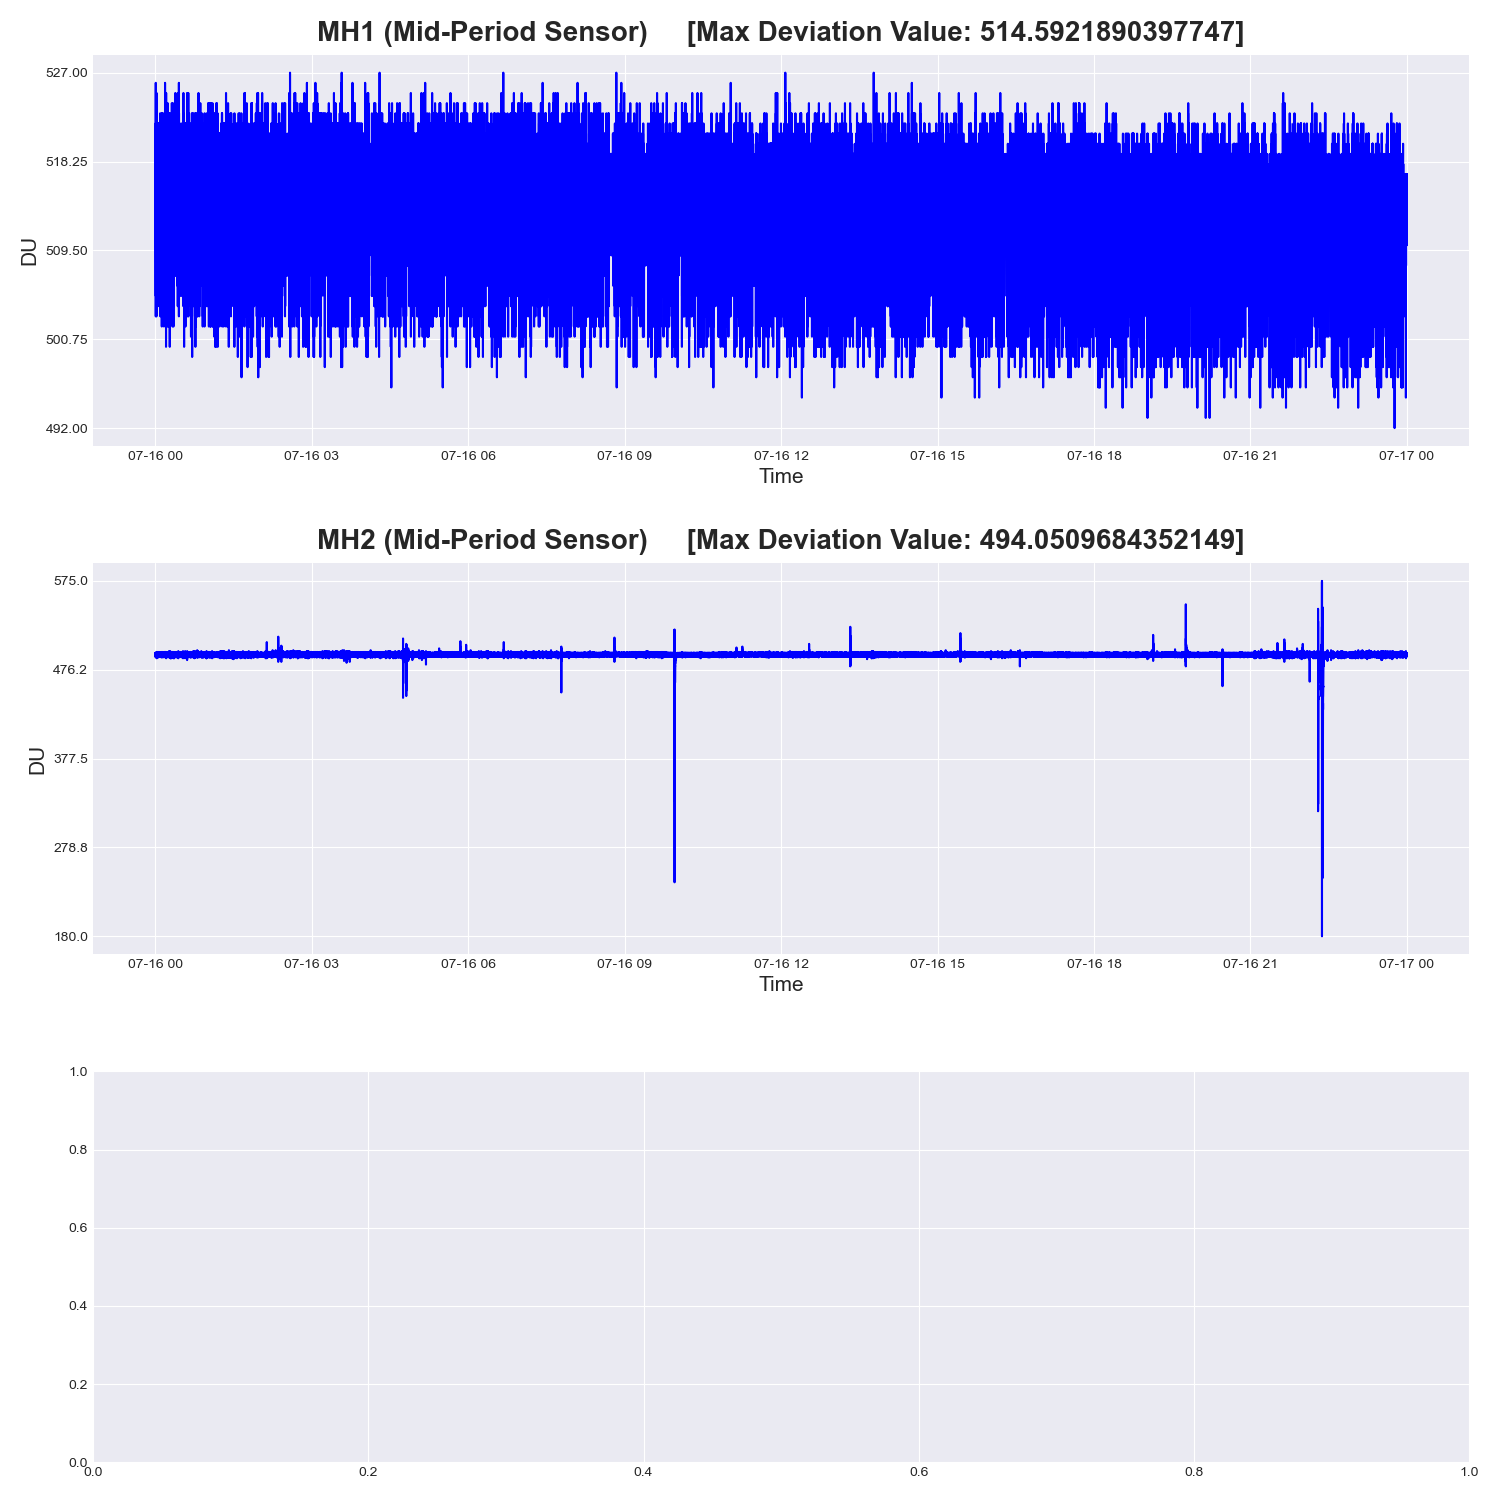 MH1 (Mid-Period Sensor) [Max Deviation Value: 514.5921890397747]
527.00
518.25
509.50
500.75
492.00
DU
07-16 00 07-16 03 07-16 06 07-16 09 07-16 12 07-16 15 07-16 18 07-16 21 07-17 00
Time
MH2 (Mid-Period Sensor) [Max Deviation Value: 494.0509684352149]
575.0
476.2
377.5
278.8
180.0
DU
07-16 00 07-16 03 07-16 06 07-16 09 07-16 12 07-16 15 07-16 18 07-16 21 07-17 00
Time
1.0
0.8
0.6
0.4
0.2
0.0
0.0 0.2 0.4 0.6 0.8 1.0